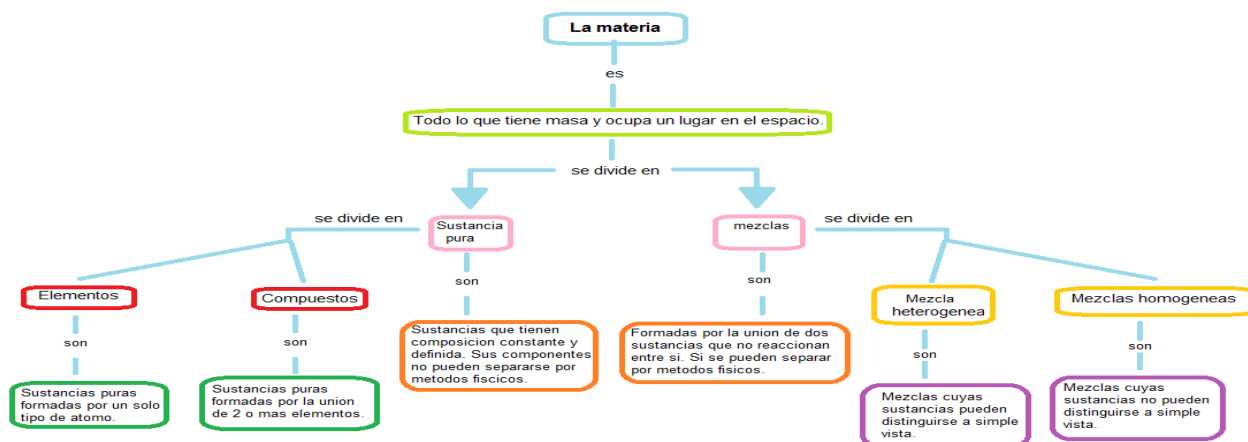 La materia
es
Todo lo que tiene masa y ocupa un lugar en el espacio.
se divide en
se divide en
Sustancia
pura
mezclas
se divide en
son
son
Elementos
Compuestos
Mezcla
heterogenea
Mezclas homogeneas
son
son
Sustancias que tienen
composicion constante y
definida. Sus componentes
no pueden separarse por
metodos fiscicos.
Formadas por la union de dos
sustancias que no reaccionan
entre si. Si se pueden separar
por metodos fisicos.
son
son
Sustancias puras
formadas por un solo
tipo de atomo.
Sustancias puras
formadas por la union
de 2 o mas elementos.
Mezclas cuyas
sustancias pueden
distinguirse a simple
vista.
Mezclas cuyas
sustancias no pueden
distinguirse a simple
vista.